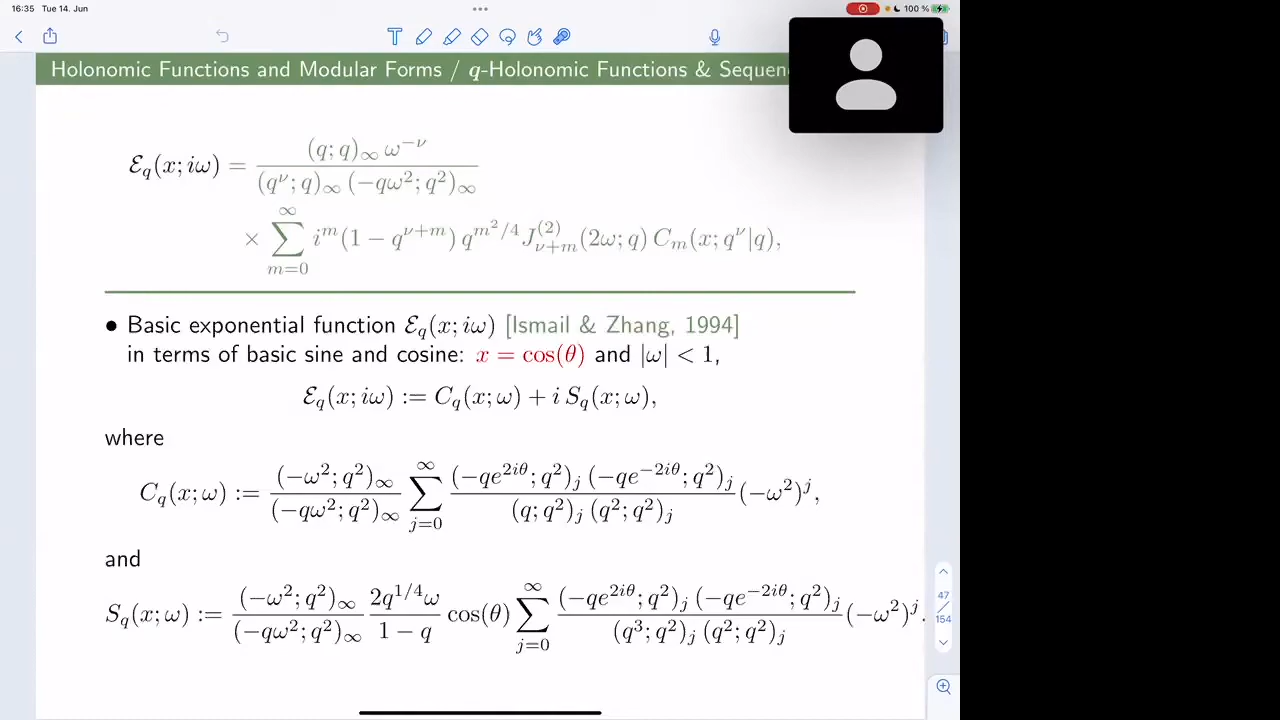 16:35 Tue 14. Jun
100 %
Holonomic Functions and Modular Forms / q-Holonomic Functions & Sequen
ℰ_q(x; iω) = (q; q)_∞ ω^{−ν} / (q^ν; q)_∞ (−qω²; q²)_∞
× ∑_{m=0}^{∞} i^m (1 − q^{ν+m}) q^{m²/4} J^{(2)}_{ν+m}(2ω; q) C_m(x; q^ν|q),
• Basic exponential function ℰ_q(x; iω) [Ismail & Zhang, 1994]
in terms of basic sine and cosine: x = cos(θ) and |ω| < 1,
ℰ_q(x; iω) := C_q(x; ω) + i S_q(x; ω),
where
C_q(x; ω) := (−ω²; q²)_∞ / (−qω²; q²)_∞ ∑_{j=0}^{∞} (−qe^{2iθ}; q²)_j (−qe^{−2iθ}; q²)_j / (q; q²)_j (q²; q²)_j (−ω²)^j,
and
S_q(x; ω) := (−ω²; q²)_∞ / (−qω²; q²)_∞ 2q^{1/4}ω / 1 − q cos(θ) ∑_{j=0}^{∞} (−qe^{2iθ}; q²)_j (−qe^{−2iθ}; q²)_j / (q³; q²)_j (q²; q²)_j (−ω²)^j.
47
/
154